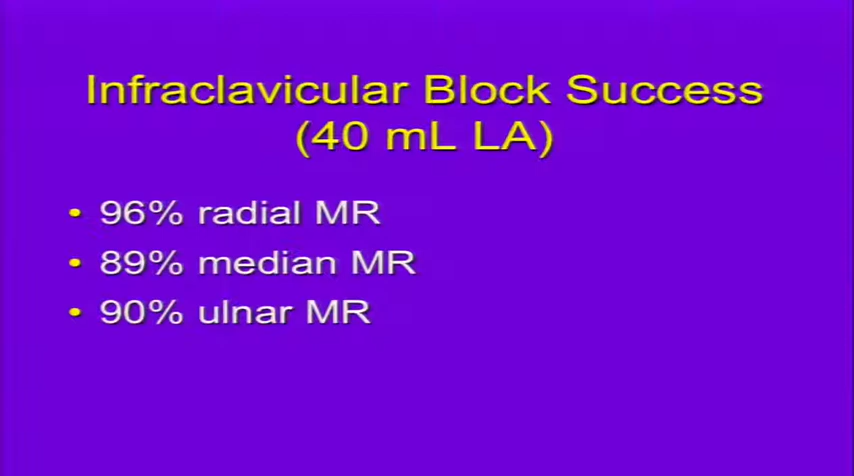 Infraclavicular Block Success
(40 mL LA)
• 96% radial MR
• 89% median MR
• 90% ulnar MR